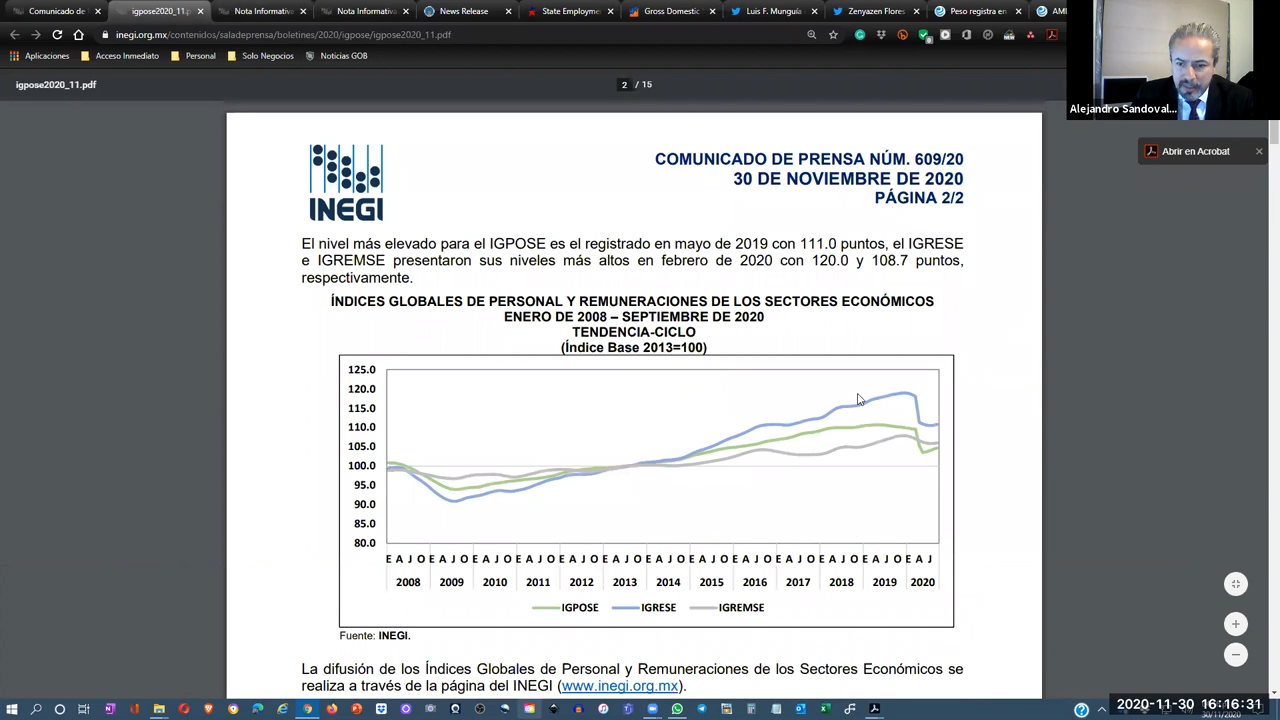 Comunicado de
igpose2020_11.p
Nota Informativa
Nota Informativa
News Release
State Employm
Gross Domestic
Luis F. Munguía
Zenyazen Flores
Peso registra en
AMI
inegi.org.mx/contenidos/saladeprensa/boletines/2020/igpose/igpose2020_11.pdf
Aplicaciones
Acceso Inmediato
Personal
Solo Negocios
Noticias GOB
igpose2020_11.pdf
2 / 15
Alejandro Sandoval...
Abrir en Acrobat
INEGI
COMUNICADO DE PRENSA NÚM. 609/20
30 DE NOVIEMBRE DE 2020
PÁGINA 2/2
El nivel más elevado para el IGPOSE es el registrado en mayo de 2019 con 111.0 puntos, el IGRESE
e IGREMSE presentaron sus niveles más altos en febrero de 2020 con 120.0 y 108.7 puntos,
respectivamente.
ÍNDICES GLOBALES DE PERSONAL Y REMUNERACIONES DE LOS SECTORES ECONÓMICOS
ENERO DE 2008 – SEPTIEMBRE DE 2020
TENDENCIA-CICLO
(Índice Base 2013=100)
125.0
120.0
115.0
110.0
105.0
100.0
95.0
90.0
85.0
80.0
E A J O E A J O E A J O E A J O E A J O E A J O E A J O E A J O E A J O E A J O E A J O E A J O E A J
2008 2009 2010 2011 2012 2013 2014 2015 2016 2017 2018 2019 2020
IGPOSE IGRESE IGREMSE
Fuente: INEGI.
La difusión de los Índices Globales de Personal y Remuneraciones de los Sectores Económicos se
realiza a través de la página del INEGI (www.inegi.org.mx).
2020-11-30 16:16:31
30/11/2020